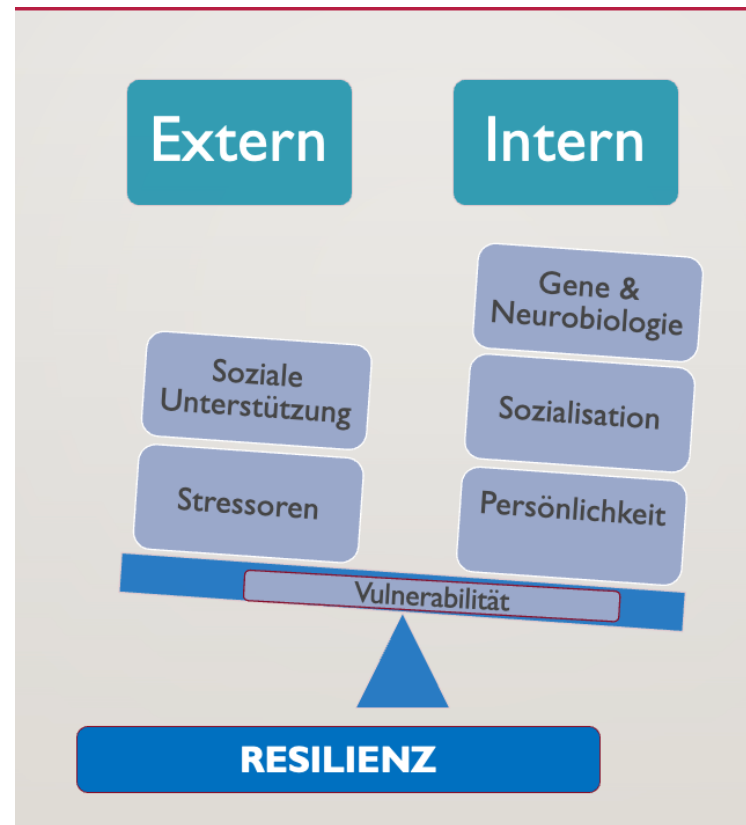 Extern
Intern
Gene &
Neurobiologie
Soziale
Unterstützung
Sozialisation
Stressoren
Persönlichkeit
Vulnerabilität
RESILIENZ